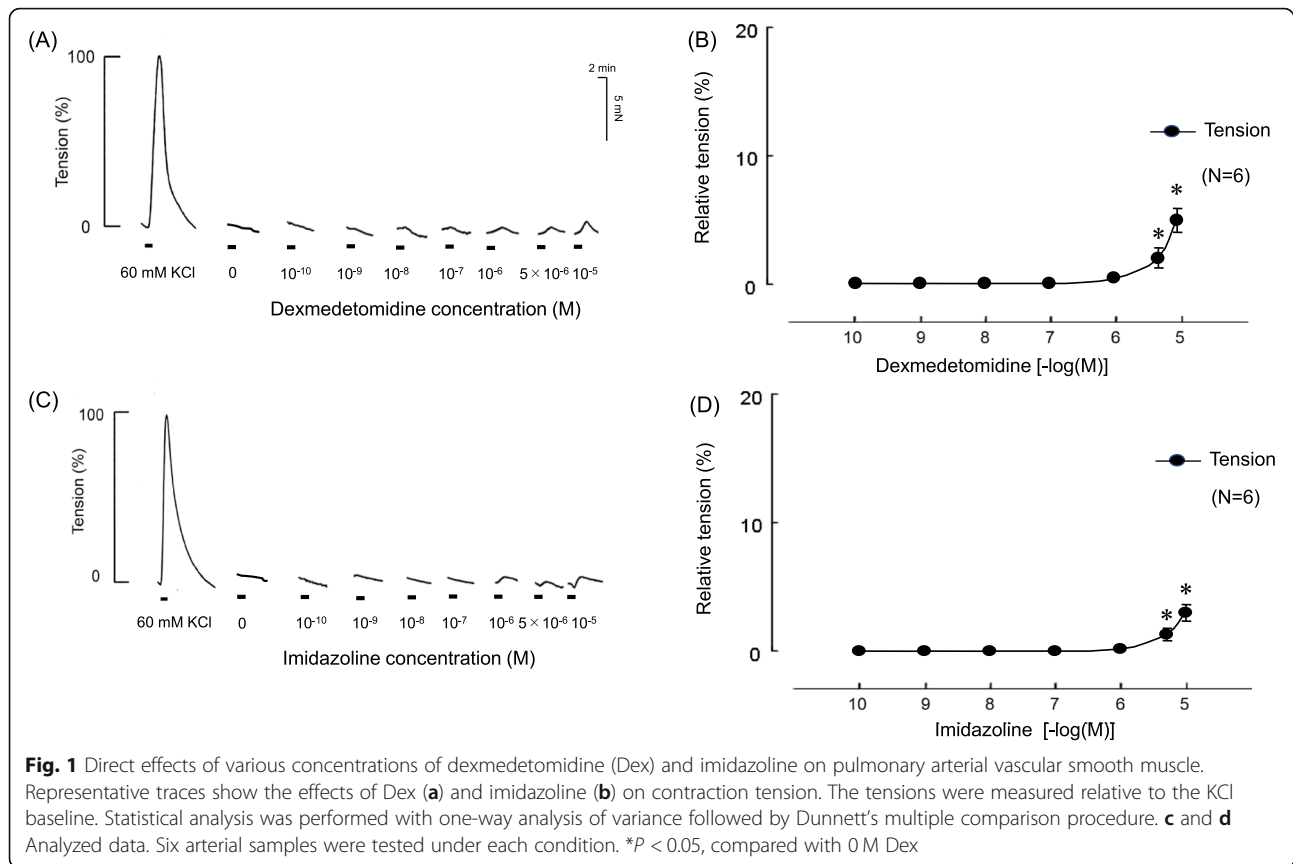 (A)
100
Tension (%)
0
2 min
5 mN
60 mM KCl 0 10⁻¹⁰ 10⁻⁹ 10⁻⁸ 10⁻⁷ 10⁻⁶ 5 × 10⁻⁶ 10⁻⁵
Dexmedetomidine concentration (M)
(B)
20
10
0
Relative tension (%)
Tension
(N=6)
*
*
10 9 8 7 6 5
Dexmedetomidine [-log(M)]
(C)
100
Tension (%)
0
60 mM KCl 0 10⁻¹⁰ 10⁻⁹ 10⁻⁸ 10⁻⁷ 10⁻⁶ 5 × 10⁻⁶ 10⁻⁵
Imidazoline concentration (M)
(D)
20
10
0
Relative tension (%)
Tension
(N=6)
*
*
10 9 8 7 6 5
Imidazoline [-log(M)]
Fig. 1 Direct effects of various concentrations of dexmedetomidine (Dex) and imidazoline on pulmonary arterial vascular smooth muscle.
Representative traces show the effects of Dex (a) and imidazoline (b) on contraction tension. The tensions were measured relative to the KCl
baseline. Statistical analysis was performed with one-way analysis of variance followed by Dunnett's multiple comparison procedure. c and d
Analyzed data. Six arterial samples were tested under each condition. *P < 0.05, compared with 0 M Dex